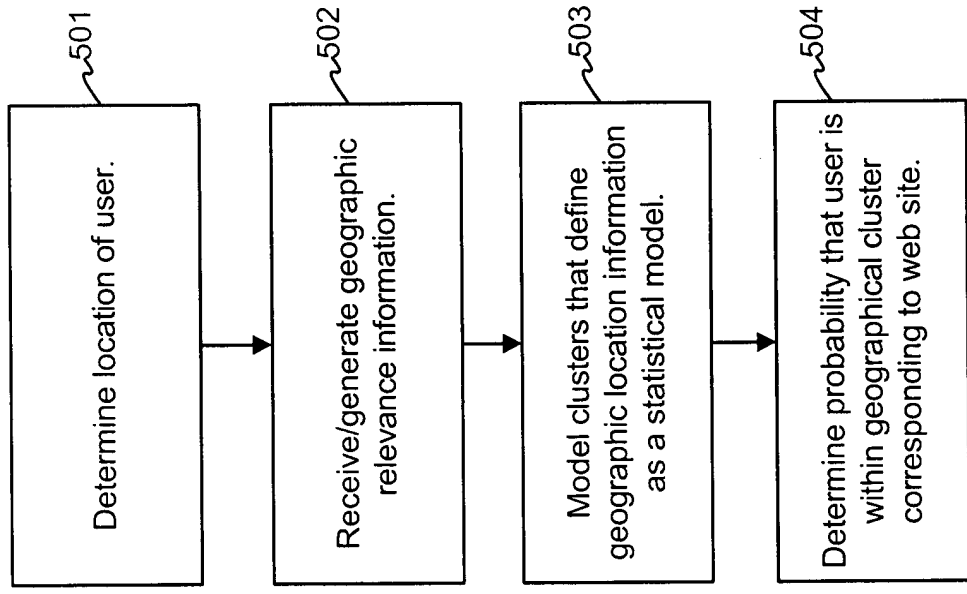 Determine location of user.
501
Receive/generate geographic
relevance information.
502
Model clusters that define
geographic location information
as a statistical model.
503
Determine probability that user is
within geographical cluster
corresponding to web site.
504